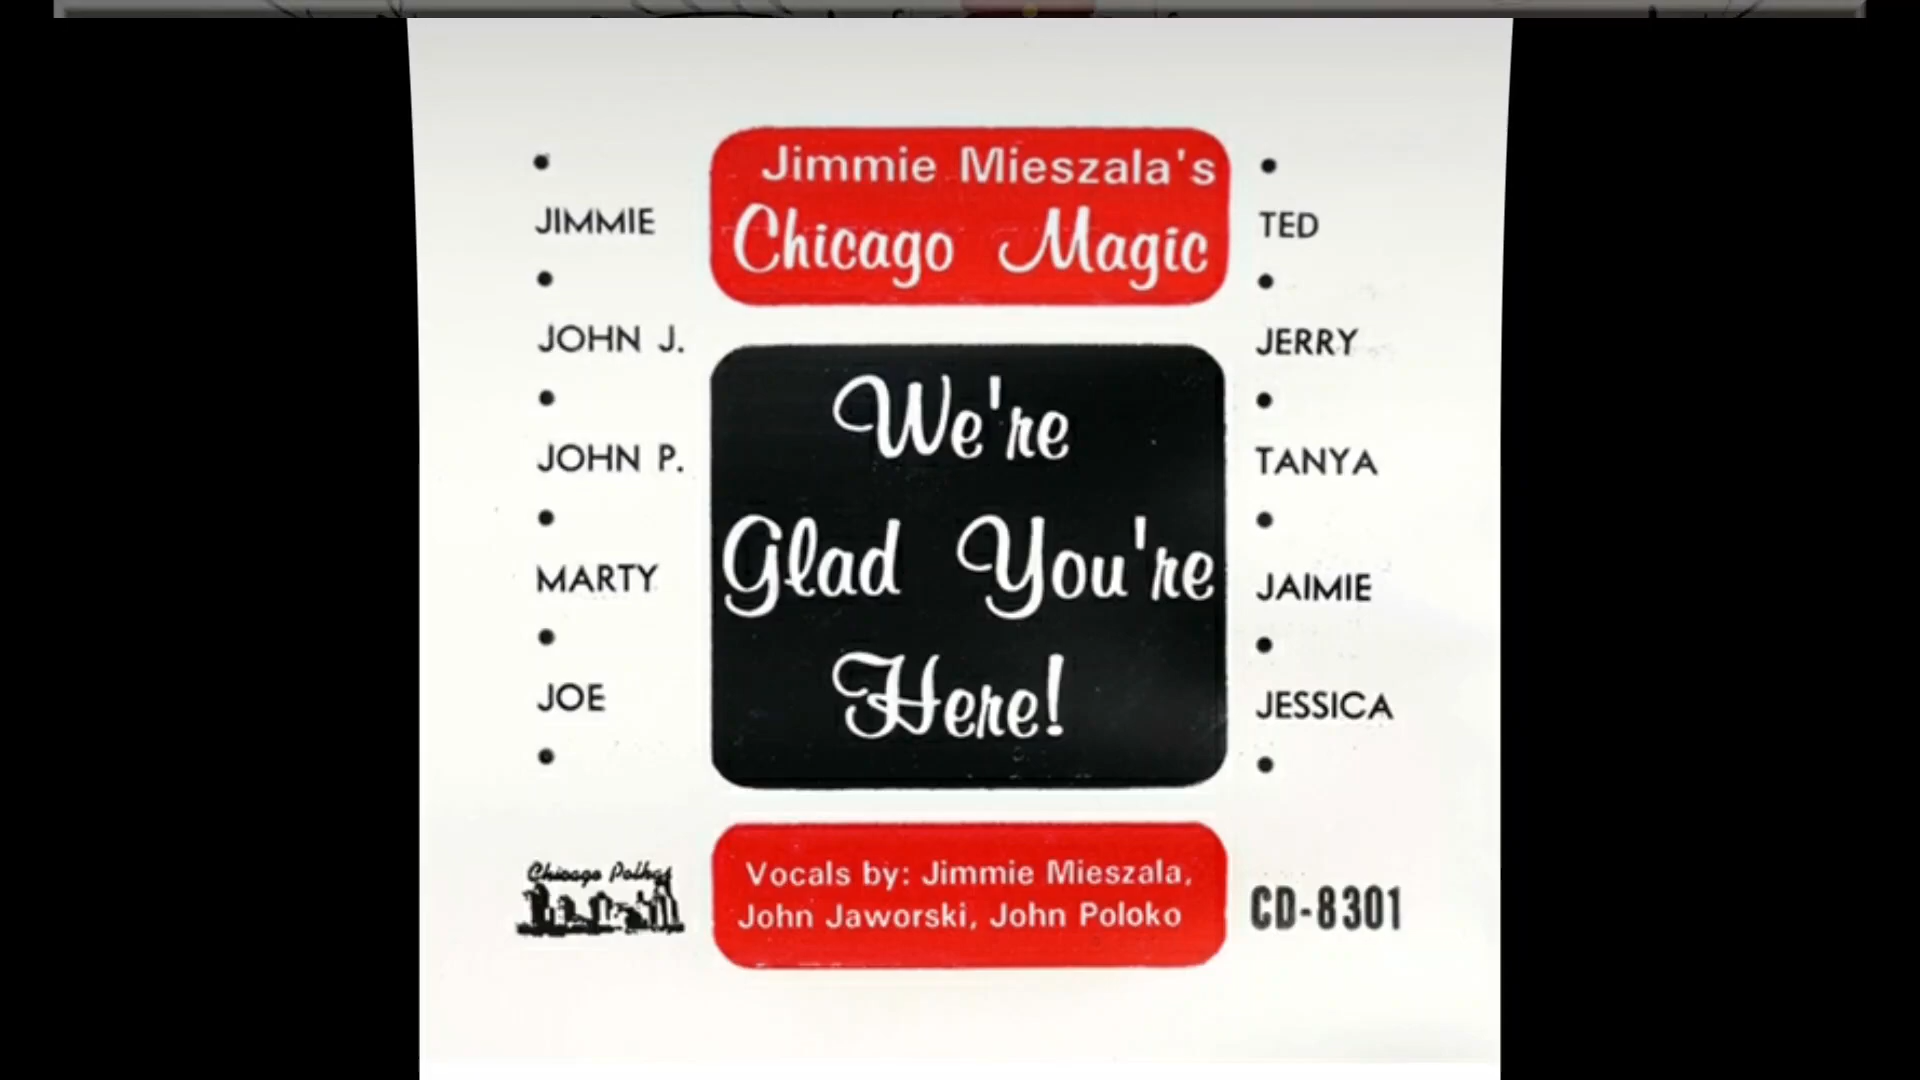 Jimmie Mieszala's
Chicago Magic
JIMMIE
JOHN J.
JOHN P.
MARTY
JOE
We're
Glad You're
Here!
TED
JERRY
TANYA
JAIMIE
JESSICA
Chicago Polkas
Vocals by: Jimmie Mieszala,
John Jaworski, John Poloko
CD-8301